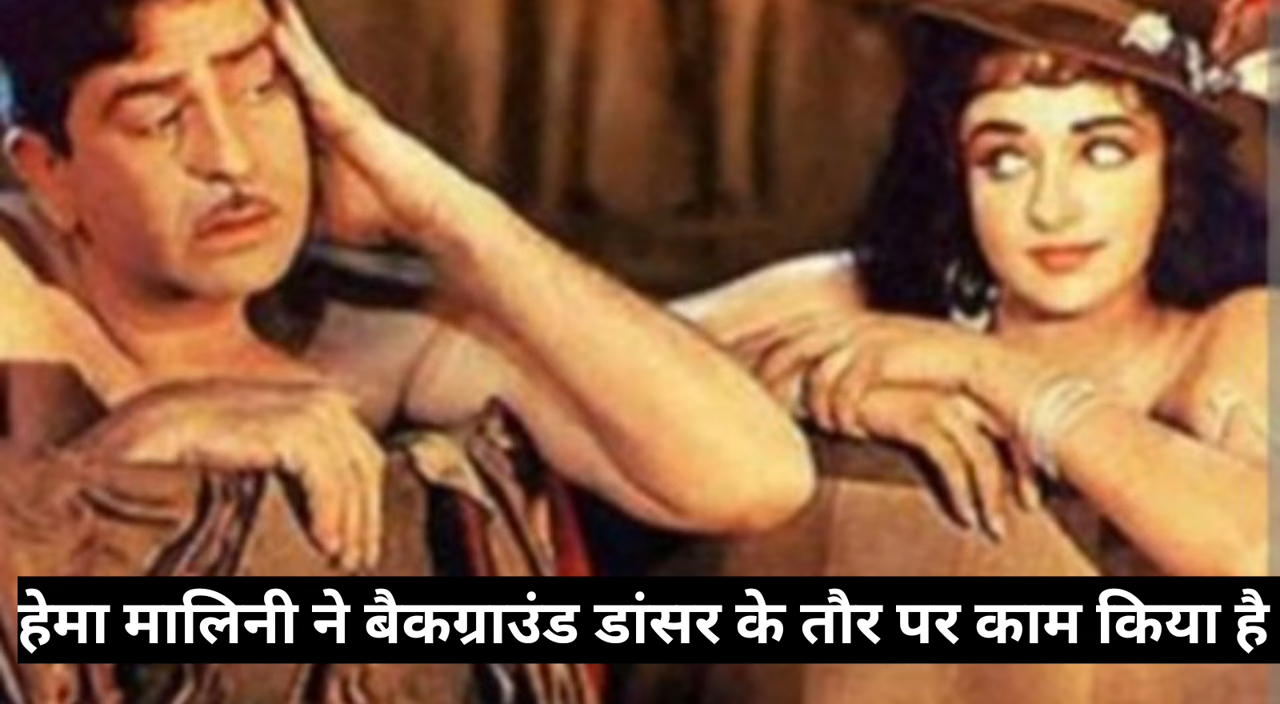 हेमा मालिनी ने बैकग्राउंड डांसर के तौर पर काम किया है